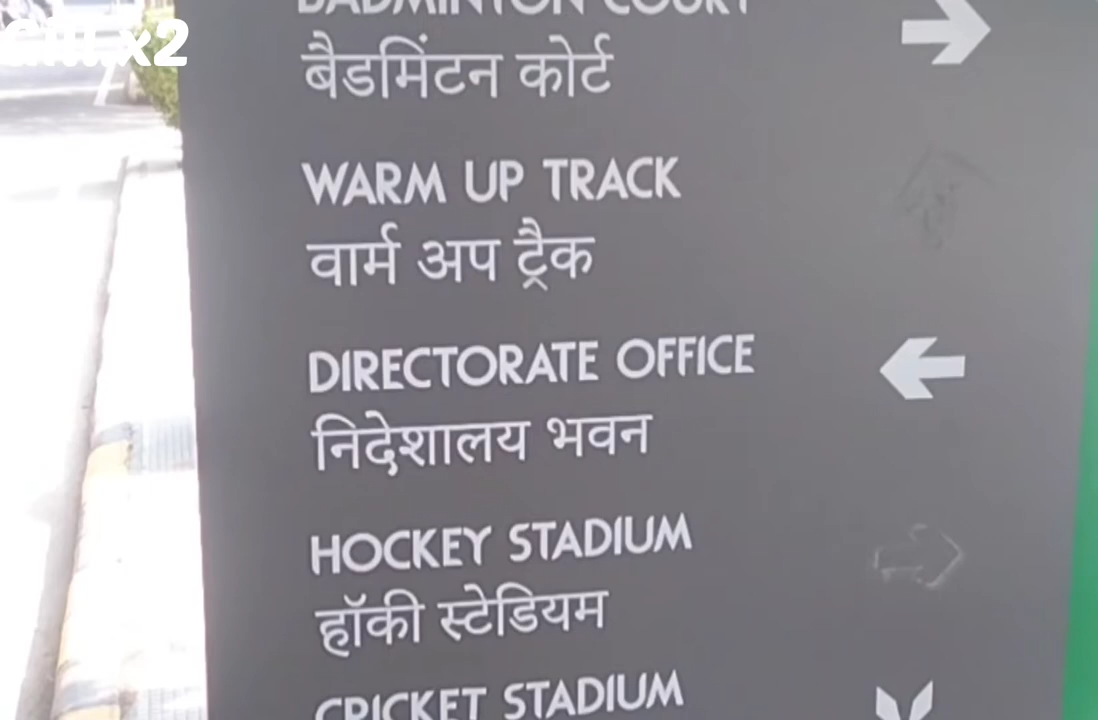 BADMINTON COURT
बैडमिंटन कोर्ट
WARM UP TRACK
वार्म अप ट्रैक
DIRECTORATE OFFICE
निदेशालय भवन
HOCKEY STADIUM
हॉकी स्टेडियम
CRICKET STADIUM